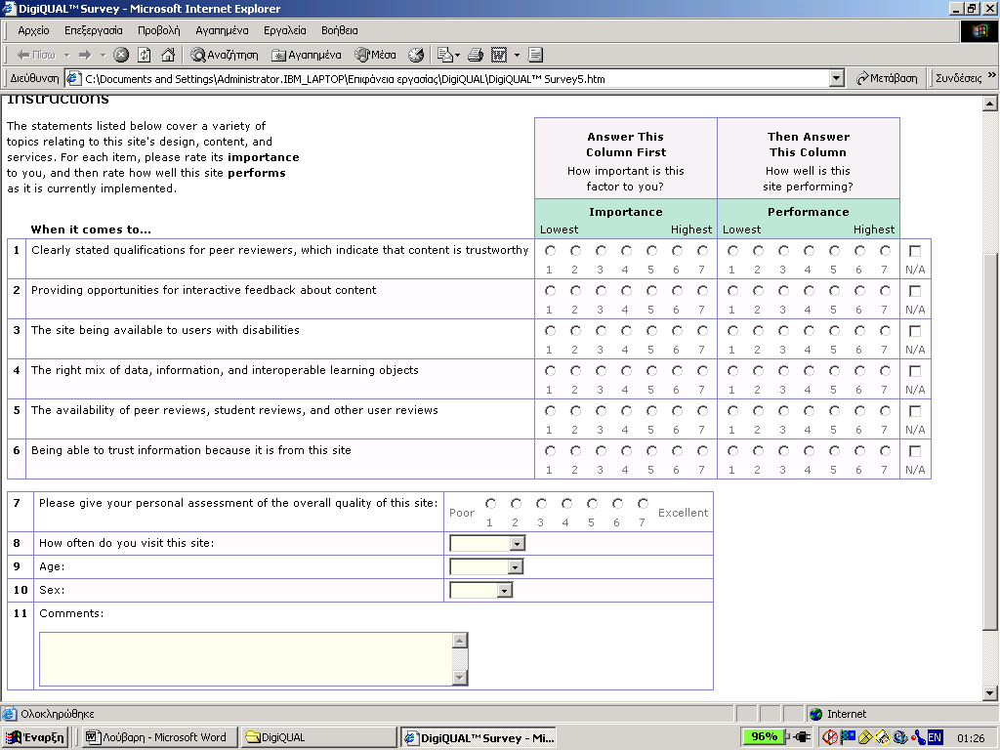 DigiQUAL™ Survey - Microsoft Internet Explorer
Αρχείο Επεξεργασία Προβολή Αγαπημένα Εργαλεία Βοήθεια
Πίσω Αναζήτηση Αγαπημένα Μέσα
Διεύθυνση C:\Documents and Settings\Administrator.IBM_LAPTOP\Επιφάνεια εργασίας\DigiQUAL\DigiQUAL™ Survey5.htm Μετάβαση Συνδέσεις »
Instructions
The statements listed below cover a variety of
topics relating to this site's design, content, and
services. For each item, please rate its importance
to you, and then rate how well this site performs
as it is currently implemented.
Answer This
Column First
How important is this
factor to you?
Then Answer
This Column
How well is this
site performing?
When it comes to...
Importance
Lowest Highest
Performance
Lowest Highest
1 Clearly stated qualifications for peer reviewers, which indicate that content is trustworthy
1 2 3 4 5 6 7 1 2 3 4 5 6 7 N/A
2 Providing opportunities for interactive feedback about content
1 2 3 4 5 6 7 1 2 3 4 5 6 7 N/A
3 The site being available to users with disabilities
1 2 3 4 5 6 7 1 2 3 4 5 6 7 N/A
4 The right mix of data, information, and interoperable learning objects
1 2 3 4 5 6 7 1 2 3 4 5 6 7 N/A
5 The availability of peer reviews, student reviews, and other user reviews
1 2 3 4 5 6 7 1 2 3 4 5 6 7 N/A
6 Being able to trust information because it is from this site
1 2 3 4 5 6 7 1 2 3 4 5 6 7 N/A
7 Please give your personal assessment of the overall quality of this site: Poor Excellent
1 2 3 4 5 6 7
8 How often do you visit this site:
9 Age:
10 Sex:
11 Comments:
Ολοκληρώθηκε Internet
Έναρξη Λούβαρη - Microsoft Word DigiQUAL DigiQUAL™ Survey - Mi... 96% EN 01:26